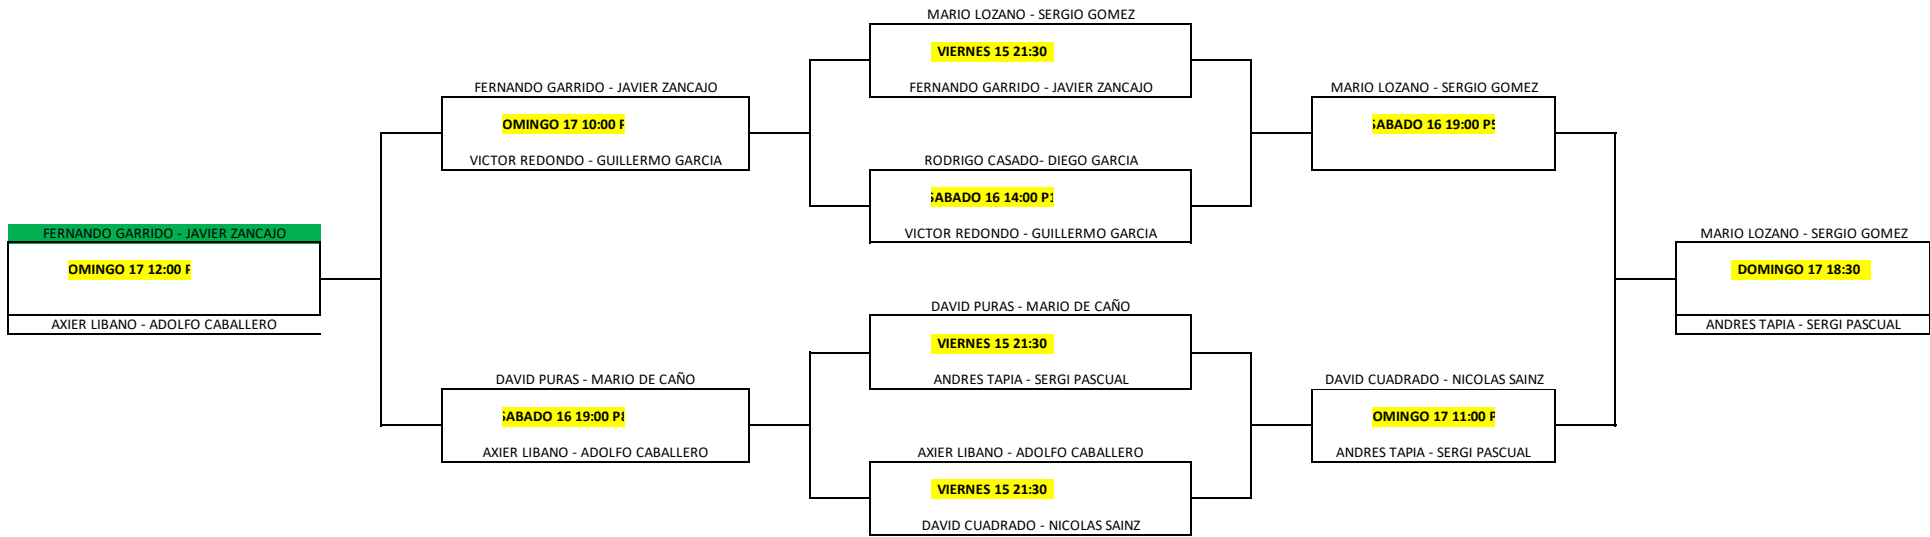 MARIO LOZANO - SERGIO GOMEZ
VIERNES 15 21:30
FERNANDO GARRIDO - JAVIER ZANCAJO
FERNANDO GARRIDO - JAVIER ZANCAJO
MARIO LOZANO - SERGIO GOMEZ
OMINGO 17 10:00 P
SABADO 16 19:00 P5
VICTOR REDONDO - GUILLERMO GARCIA
RODRIGO CASADO- DIEGO GARCIA
SABADO 16 14:00 P1
VICTOR REDONDO - GUILLERMO GARCIA
FERNANDO GARRIDO - JAVIER ZANCAJO
MARIO LOZANO - SERGIO GOMEZ
OMINGO 17 12:00 P
DOMINGO 17 18:30
AXIER LIBANO - ADOLFO CABALLERO
ANDRES TAPIA - SERGI PASCUAL
DAVID PURAS - MARIO DE CAÑO
VIERNES 15 21:30
ANDRES TAPIA - SERGI PASCUAL
DAVID PURAS - MARIO DE CAÑO
DAVID CUADRADO - NICOLAS SAINZ
SABADO 16 19:00 P8
OMINGO 17 11:00 P
AXIER LIBANO - ADOLFO CABALLERO
AXIER LIBANO - ADOLFO CABALLERO
ANDRES TAPIA - SERGI PASCUAL
VIERNES 15 21:30
DAVID CUADRADO - NICOLAS SAINZ